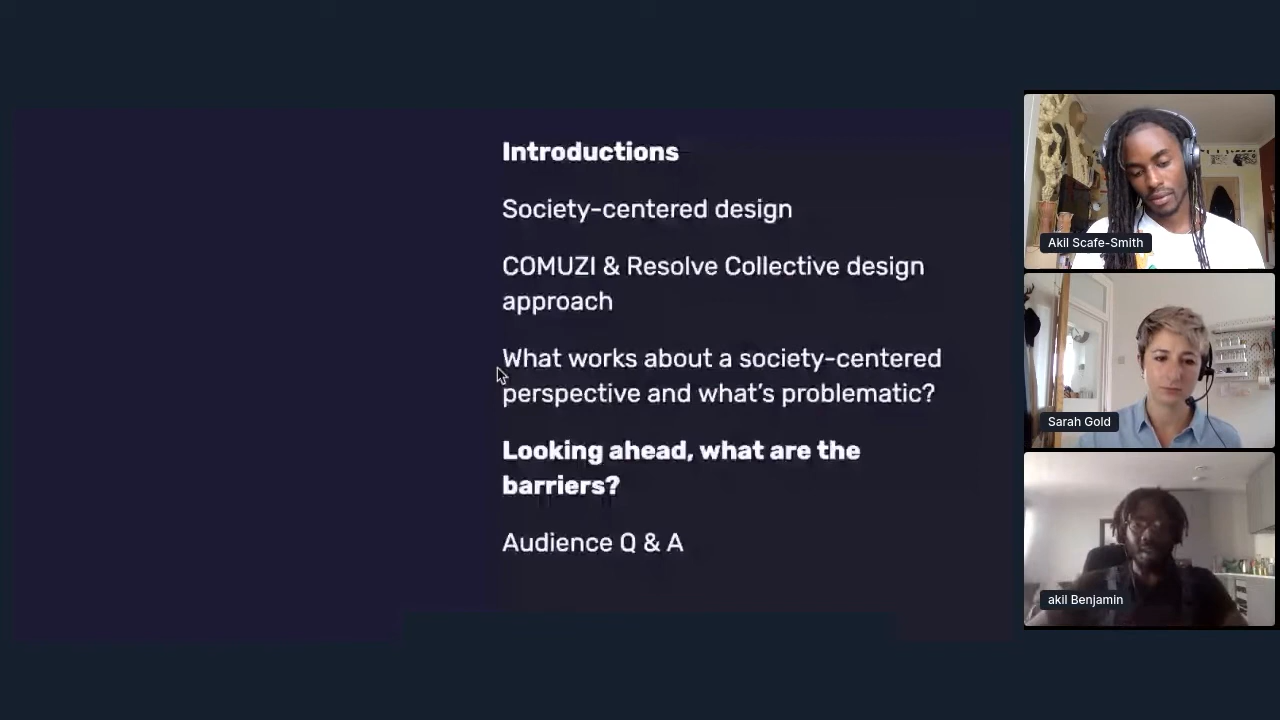 Introductions
Society-centered design
COMUZI & Resolve Collective design
approach
What works about a society-centered
perspective and what's problematic?
Looking ahead, what are the
barriers?
Audience Q & A
Akil Scafe-Smith
Sarah Gold
akil Benjamin